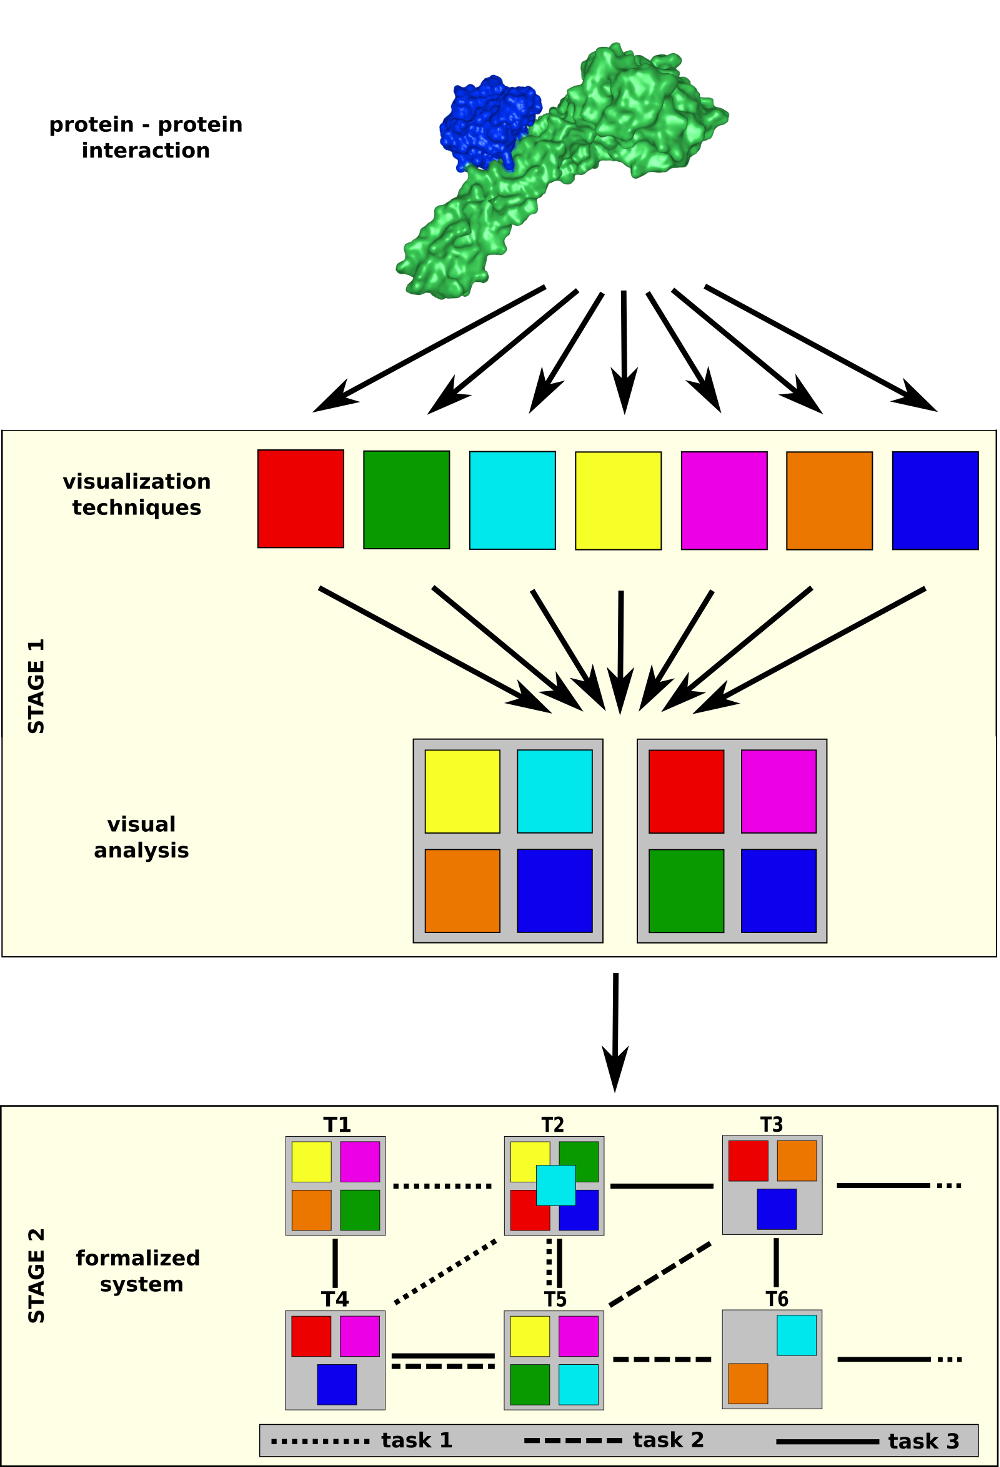 protein - protein
interaction
visualization
techniques
STAGE 1
visual
analysis
T1
T2
T3
STAGE 2
formalized
system
T4
T5
T6
task 1
task 2
task 3